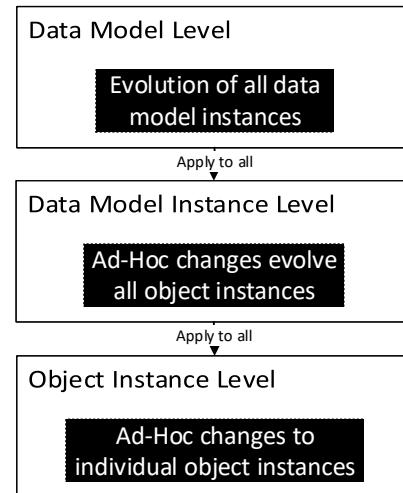 Data Model Level
Evolution of all data
model instances
Apply to all
Data Model Instance Level
Ad-Hoc changes evolve
all object instances
Apply to all
Object Instance Level
Ad-Hoc changes to
individual object instances